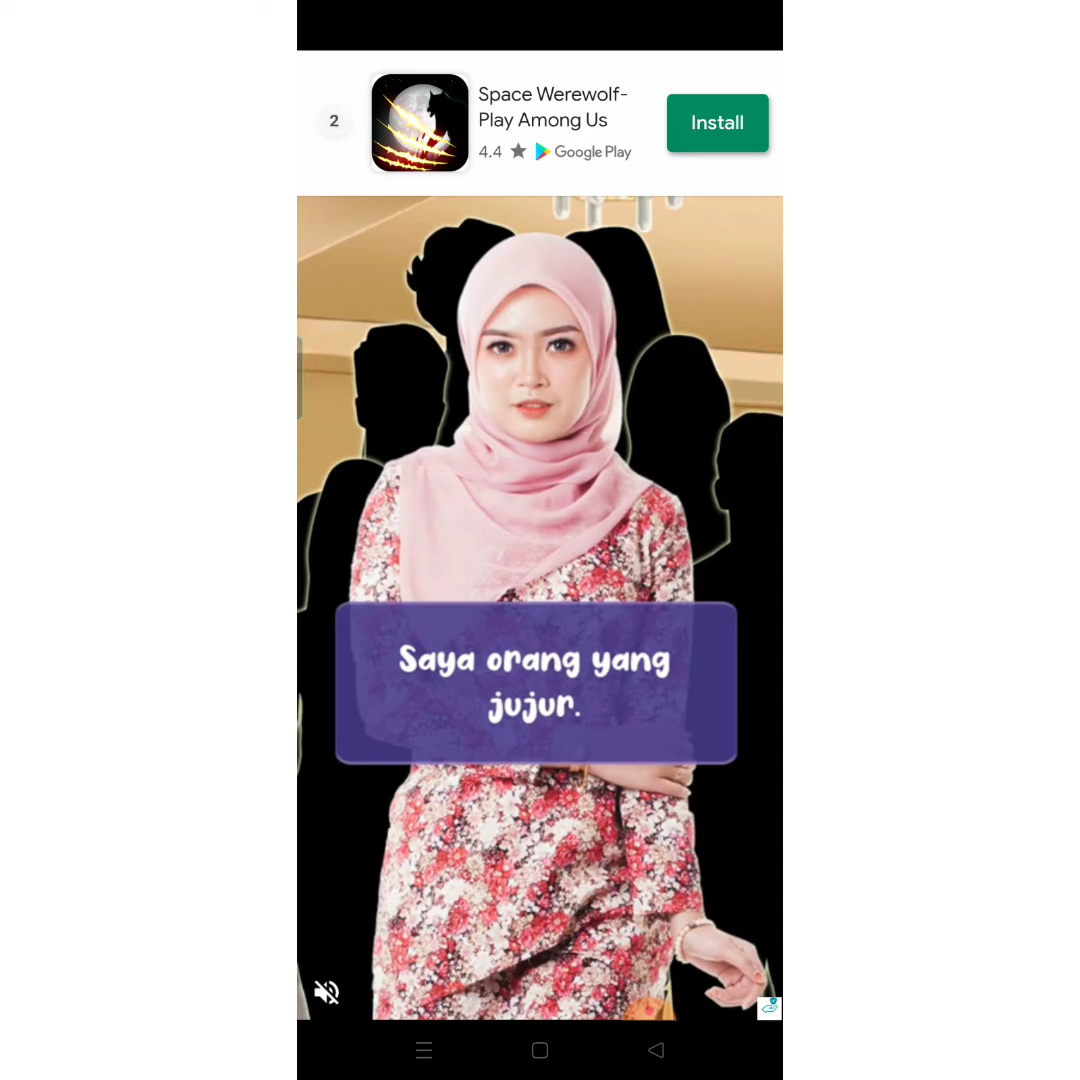 2
Space Werewolf-
Play Among Us
4.4 ★ Google Play
Install
Saya orang yang
jujur.